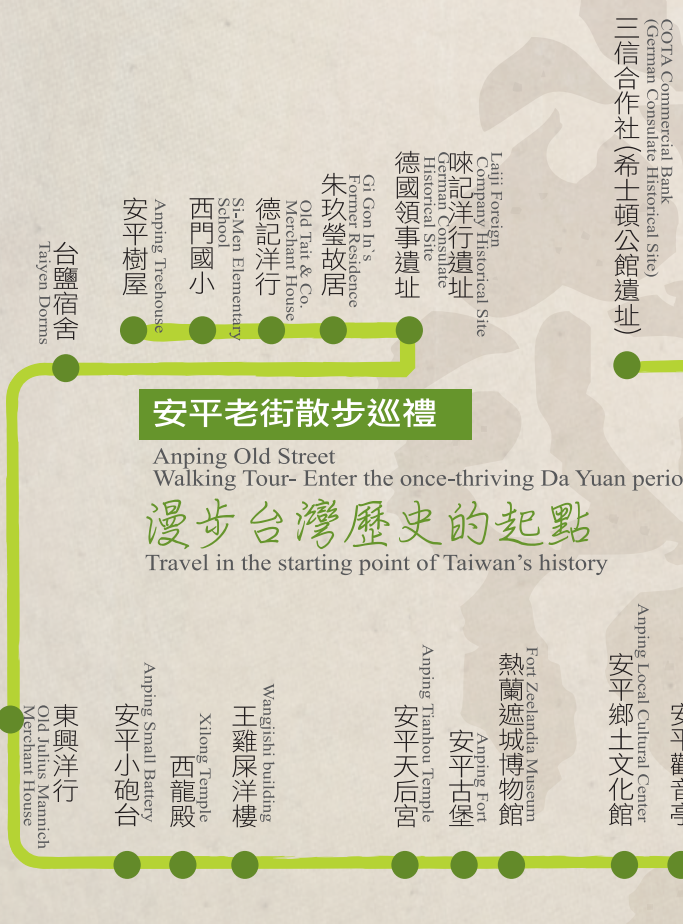 COTA Commercial Bank
(German Consulate Historical Site)
三信合作社 (希士頓公館遺址)
Laiji Foreign
Company Historical Site
唻記洋行遺址
German Consulate
Historical Site
德國領事遺址
Gi Gon In's
Former Residence
朱玖瑩故居
Old Tait & Co.
Merchant House
德記洋行
Si-Men Elementary
School
西門國小
Anping Treehouse
安平樹屋
台鹽宿舍
Taiyen Dorms
安平老街散步巡禮
Anping Old Street
Walking Tour- Enter the once-thriving Da Yuan perio
漫步台灣歷史的起點
Travel in the starting point of Taiwan's history
東興洋行
Old Julius Mannich
Merchant House
Anping Small Battery
安平小砲台
Xilong Temple
西龍殿
Wangjishi building
王雞屎洋樓
Anping Tianhou Temple
安平天后宮
Anping Fort
安平古堡
Fort Zeelandia Museum
熱蘭遮城博物館
Anping Local Cultural Center
安平鄉土文化館
安平觀音亭